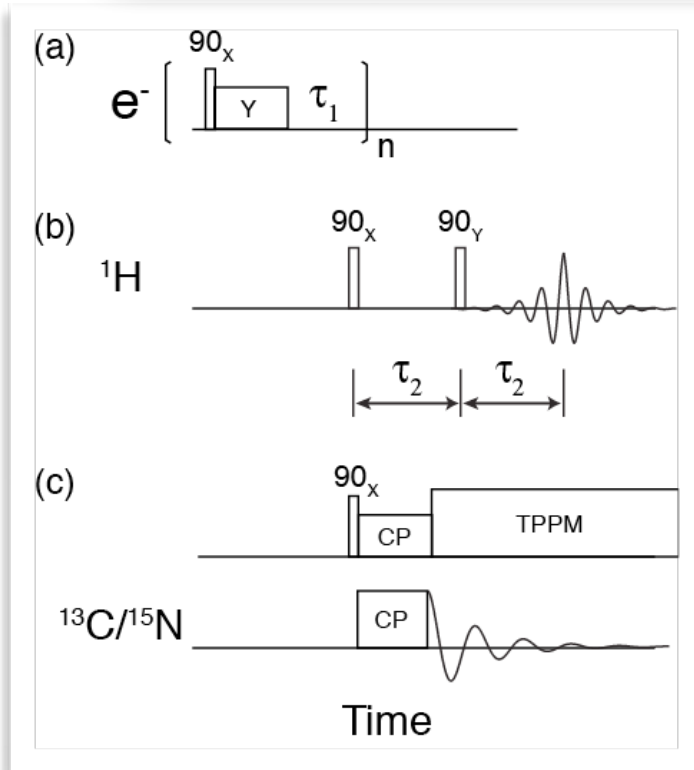 (a)
90X
e-
Y
τ1
n
(b)
90X
90Y
1H
τ2
τ2
(c)
90X
CP
TPPM
13C/15N
CP
Time